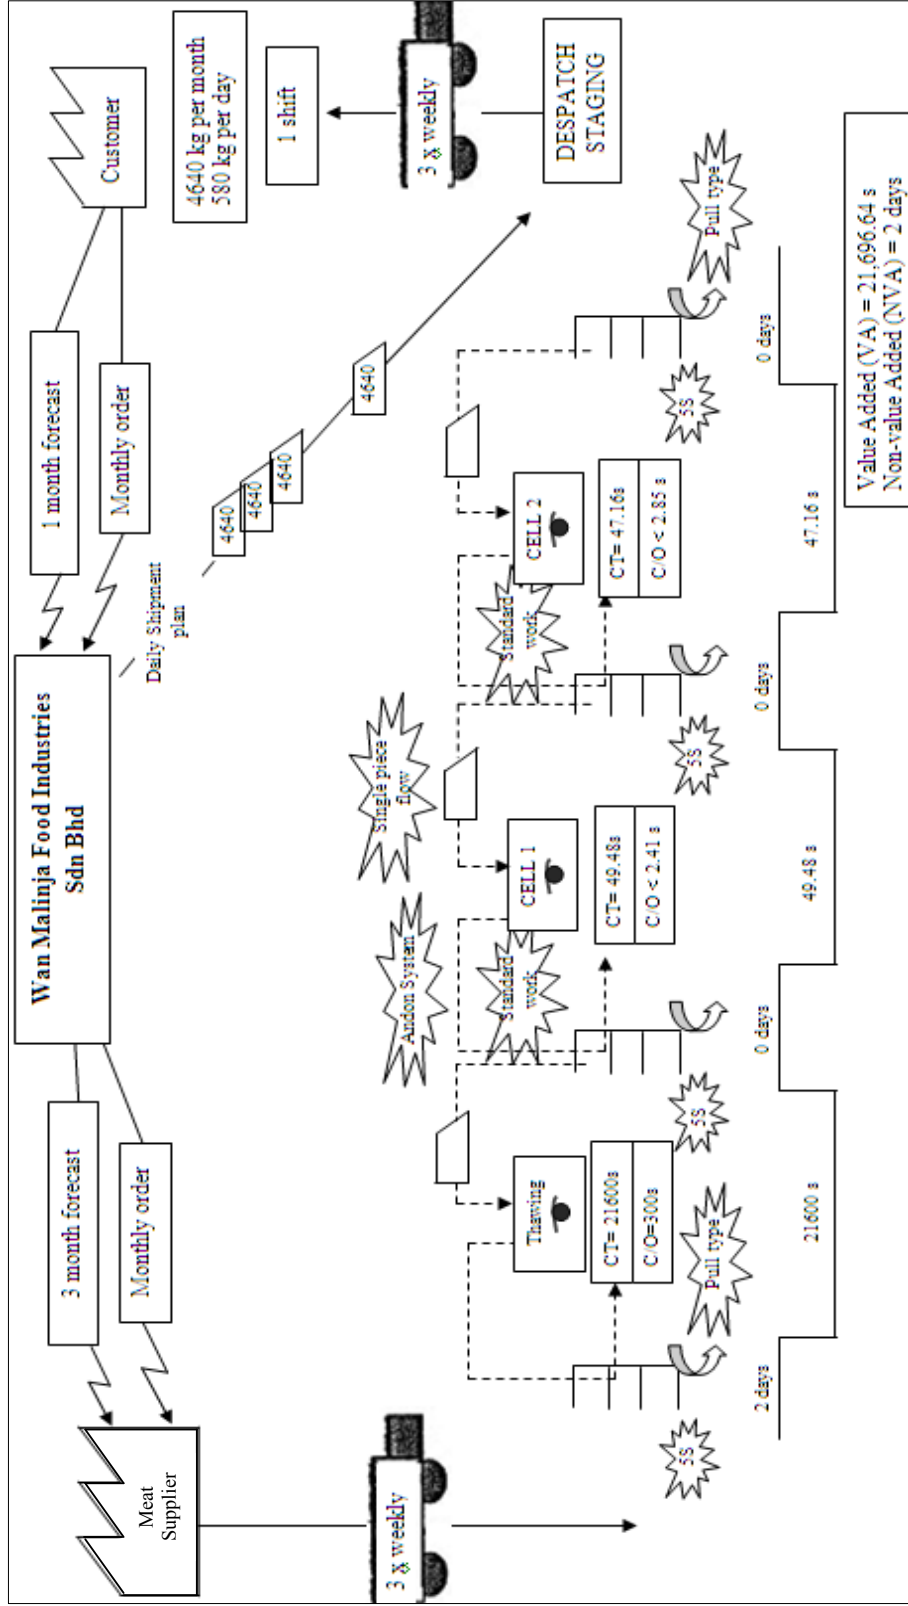 Meat
Supplier
3 month forecast
Monthly order
Wan Malinja Food Industries
Sdn Bhd
1 month forecast
Monthly order
Customer
4640 kg per month
580 kg per day
1 shift
Daily Shipment
plan
4640
4640
4640
4640
3 x weekly
3 x weekly
DESPATCH
STAGING
Andon System
Single piece
flow
Thawing
CT= 21600s
C/O=300s
Standard
work
CELL 1
CT= 49.48s
C/O < 2.41 s
Standard
work
CELL 2
CT= 47.16s
C/O < 2.85 s
5S
Pull type
5S
5S
5S
Pull type
2 days
21600 s
0 days
49.48 s
0 days
47.16 s
0 days
Value Added (VA) = 21,696.64 s
Non-value Added (NVA) = 2 days